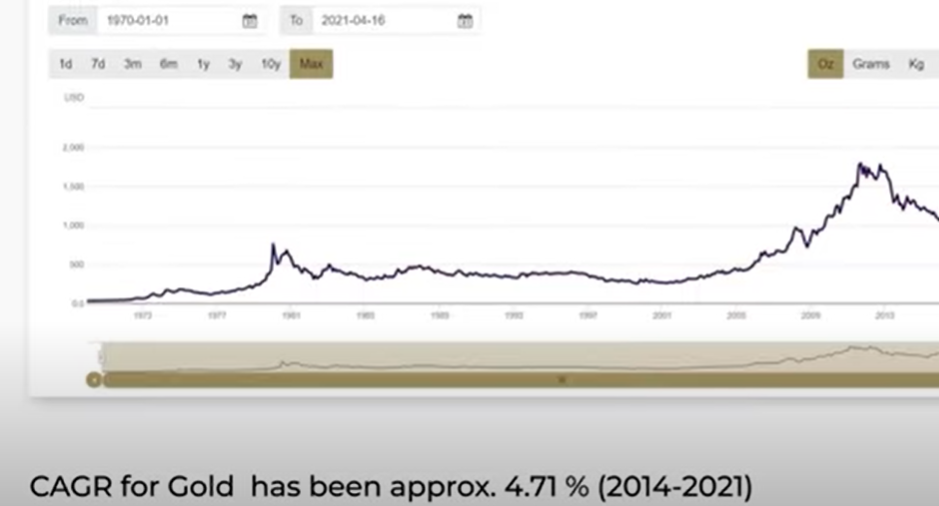 From 1970-01-01 To 2021-04-16
1d 7d 3m 6m 1y 3y 10y Max Oz Grams Kg
USD
2,000
1,500
1,000
500
0.0
1973 1977 1981 1985 1989 1993 1997 2001 2005 2009 2013
CAGR for Gold has been approx. 4.71 % (2014-2021)